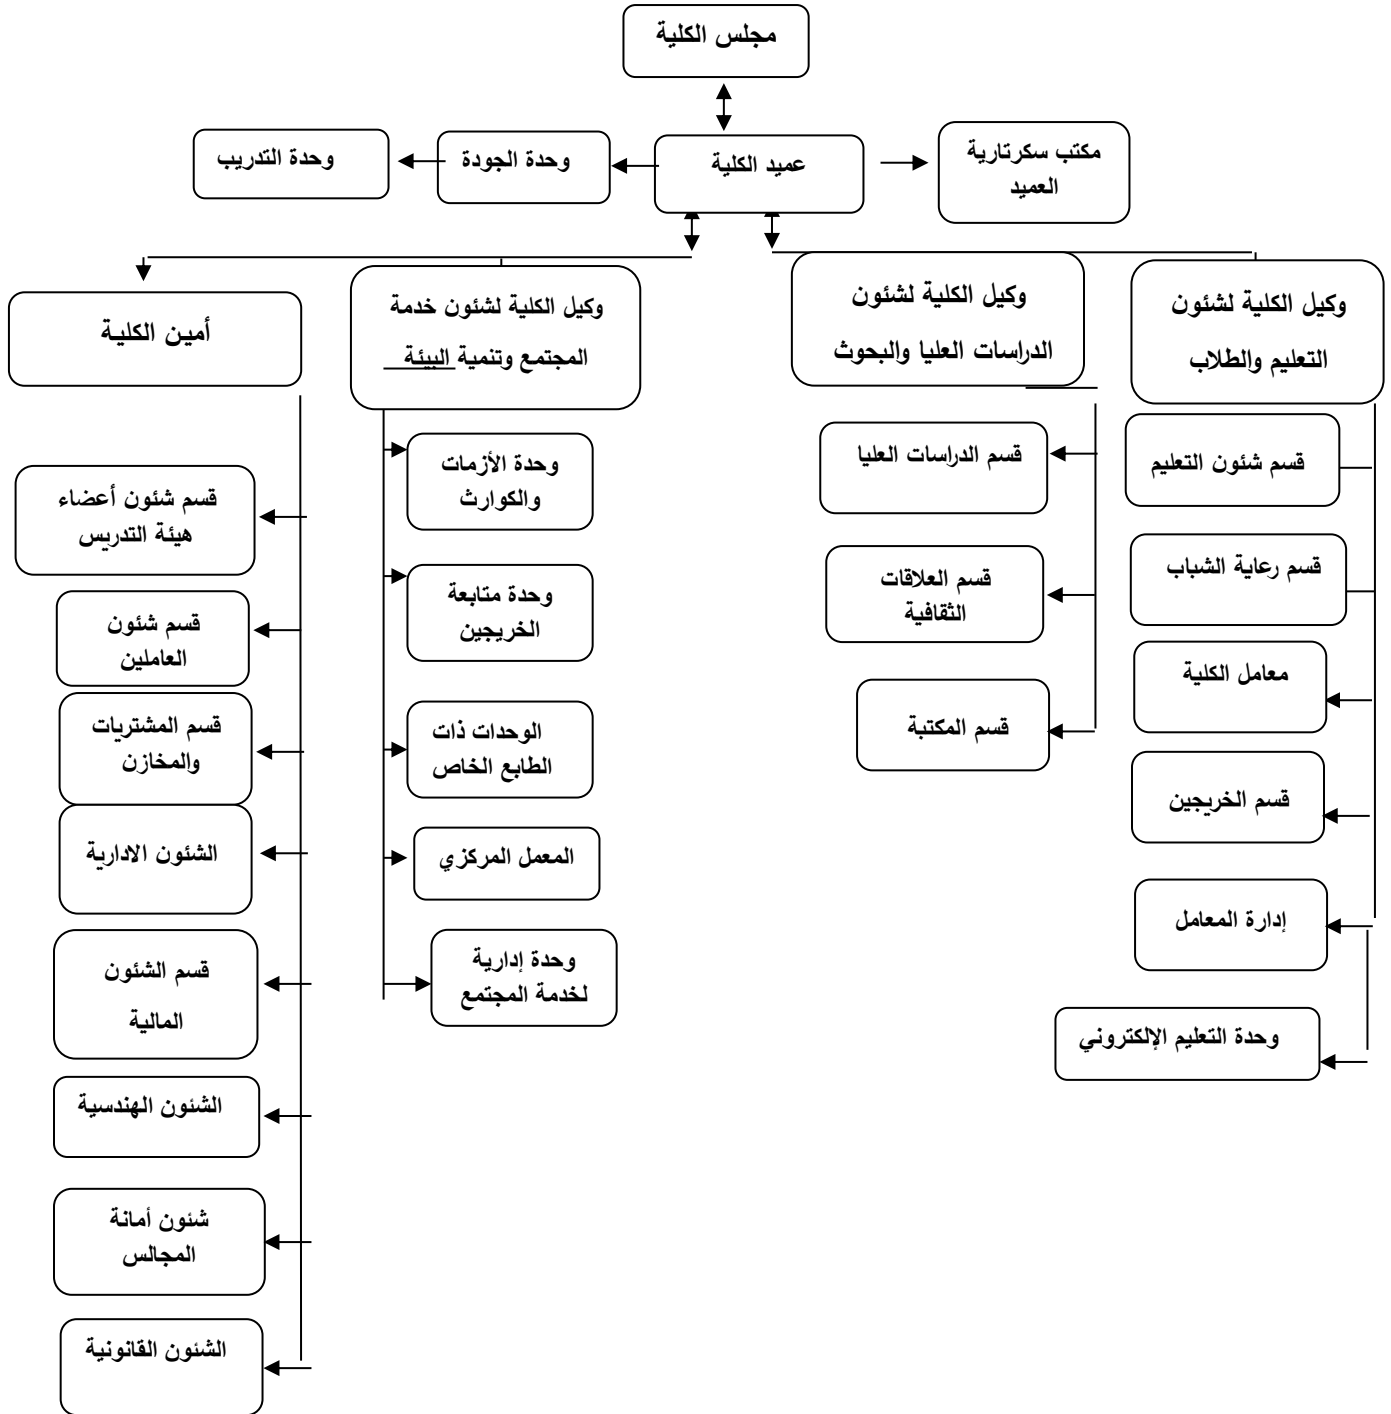 مجلس الكلية
مكتب سكرتارية
العميد
عميد الكلية
وحدة الجودة
وحدة التدريب
وكيل الكلية لشئون
التعليم والطلاب
وكيل الكلية لشئون
الدراسات العليا والبحوث
وكيل الكلية لشئون خدمة
المجتمع وتنمية البيئة
أمين الكلية
قسم شئون التعليم
قسم رعاية الشباب
معامل الكلية
قسم الخريجين
إدارة المعامل
وحدة التعليم الإلكتروني
قسم الدراسات العليا
قسم العلاقات
الثقافية
قسم المكتبة
وحدة الأزمات
والكوارث
وحدة متابعة
الخريجين
الوحدات ذات
الطابع الخاص
المعمل المركزي
وحدة إدارية
لخدمة المجتمع
قسم شئون أعضاء
هيئة التدريس
قسم شئون
العاملين
قسم المشتريات
والمخازن
الشئون الادارية
قسم الشئون
المالية
الشئون الهندسية
شئون أمانة
المجالس
الشئون القانونية